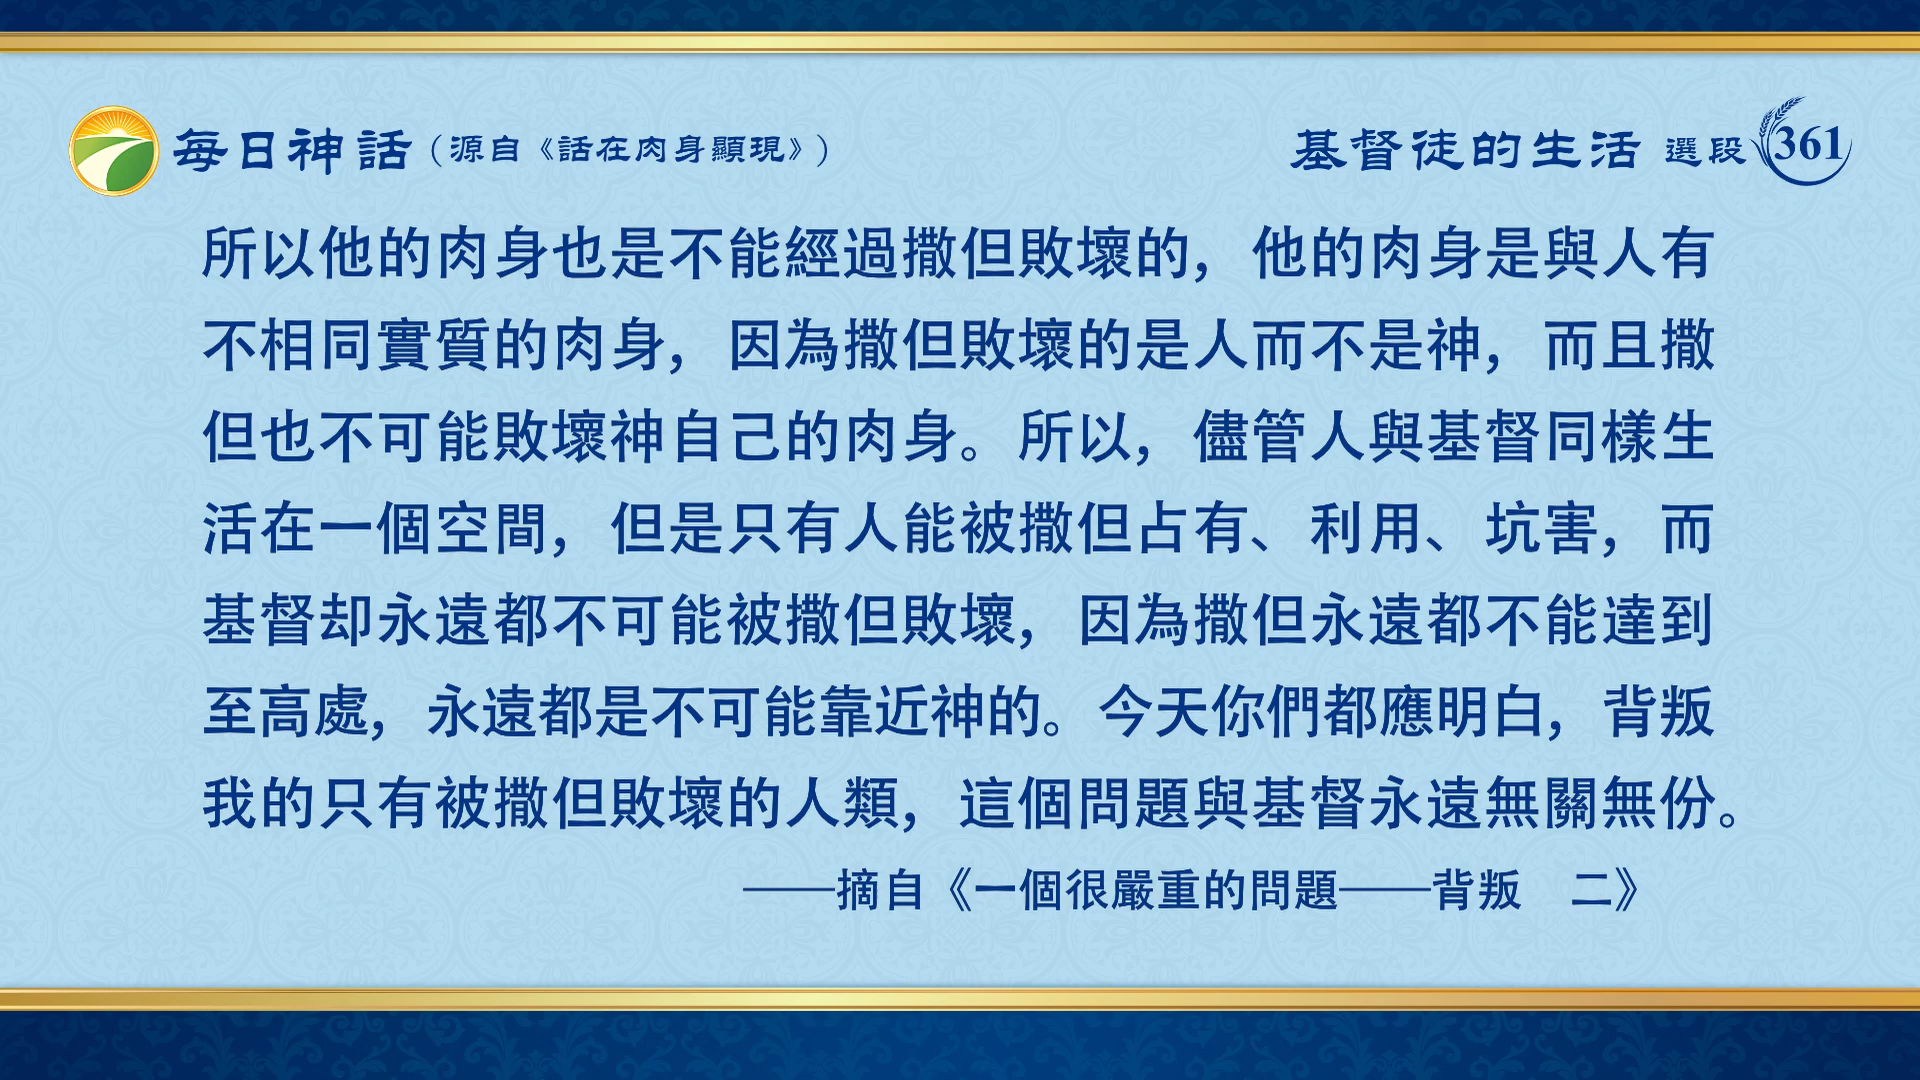 每日神話（源自《話在肉身顯現》）
基督徒的生活 選段 361
所以他的肉身也是不能經過撒但敗壞的，他的肉身是與人有
不相同實質的肉身，因為撒但敗壞的是人而不是神，而且撒
但也不可能敗壞神自己的肉身。所以，儘管人與基督同樣生
活在一個空間，但是只有人能被撒但占有、利用、坑害，而
基督却永遠都不可能被撒但敗壞，因為撒但永遠都不能達到
至高處，永遠都是不可能靠近神的。今天你們都應明白，背叛
我的只有被撒但敗壞的人類，這個問題與基督永遠無關無份。
——摘自《一個很嚴重的問題——背叛　二》